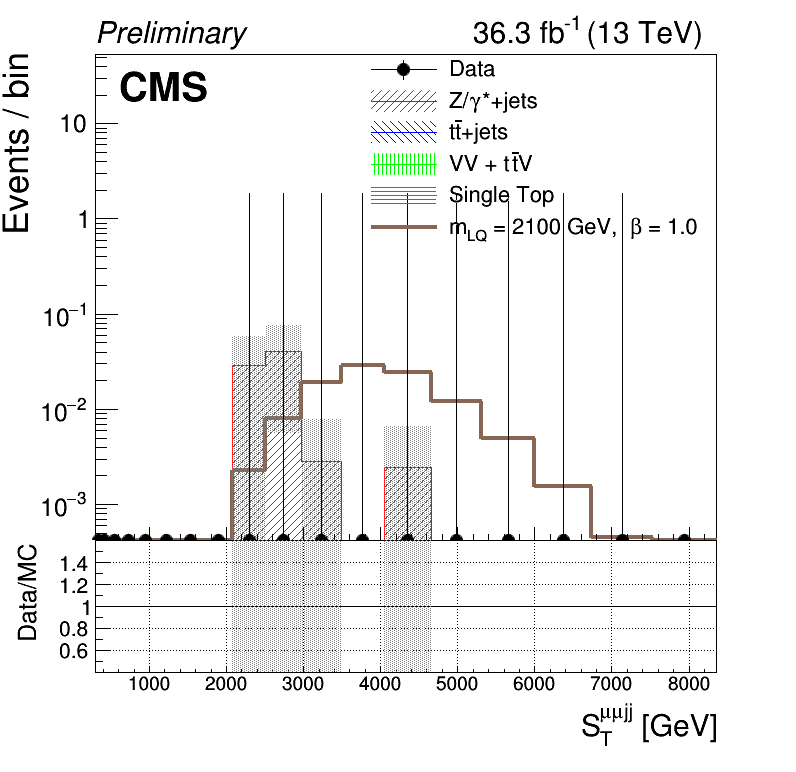 Preliminary 36.3 fb⁻¹ (13 TeV)
CMS
Data
Z/γ*+jets
tt̄+jets
VV + tt̄V
Single Top
m_LQ = 2100 GeV, β = 1.0
Events / bin
10
1
10⁻¹
10⁻²
10⁻³
Data/MC
1.4
1.2
1
0.8
0.6
1000 2000 3000 4000 5000 6000 7000 8000
S_T^μμjj [GeV]